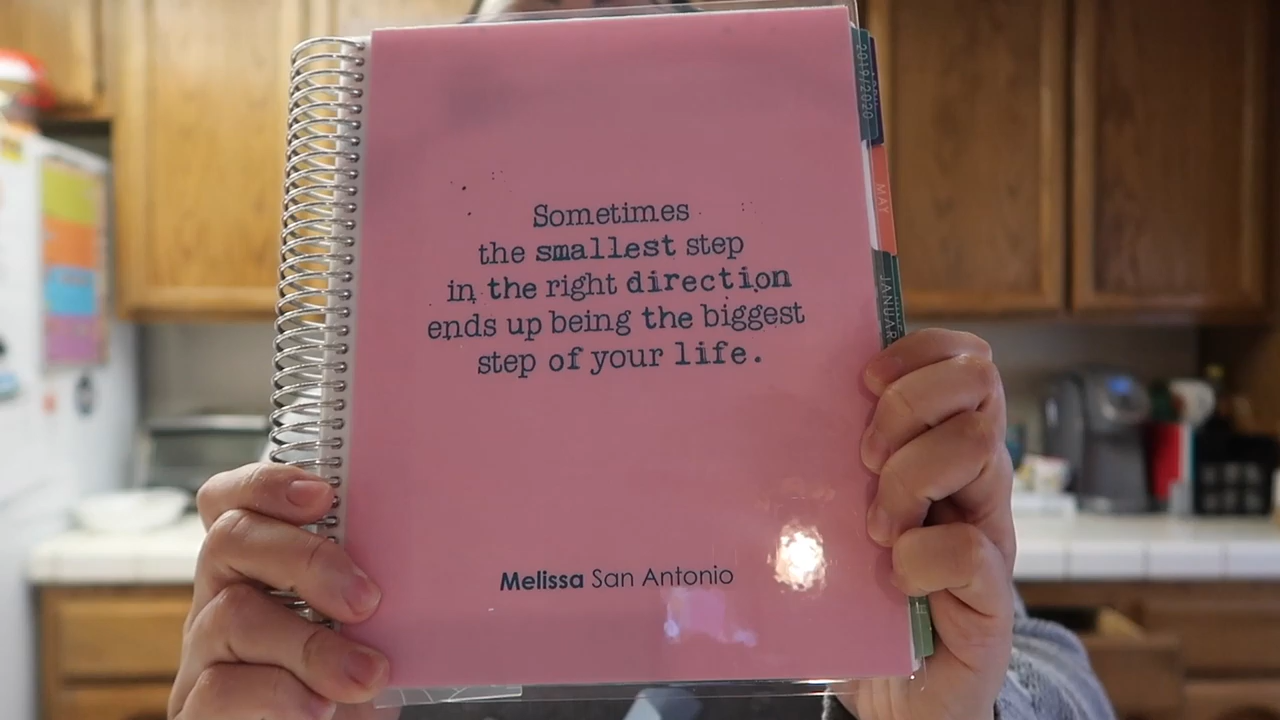 Sometimes
the smallest step
in the right direction
ends up being the biggest
step of your life.
Melissa San Antonio
2019/2020
MAY